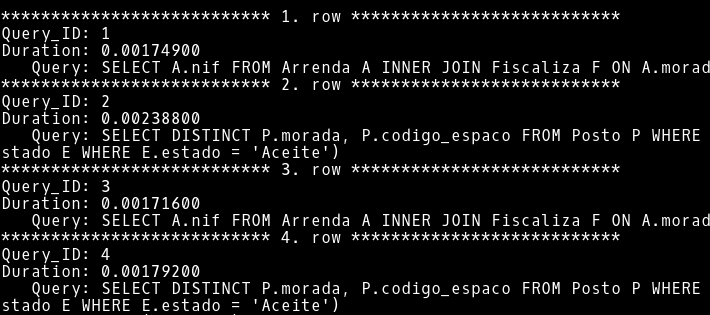 *************************** 1. row ***************************
Query_ID: 1
Duration: 0.00174900
   Query: SELECT A.nif FROM Arrenda A INNER JOIN Fiscaliza F ON A.morad
*************************** 2. row ***************************
Query_ID: 2
Duration: 0.00238800
   Query: SELECT DISTINCT P.morada, P.codigo_espaco FROM Posto P WHERE
stado E WHERE E.estado = 'Aceite')
*************************** 3. row ***************************
Query_ID: 3
Duration: 0.00171600
   Query: SELECT A.nif FROM Arrenda A INNER JOIN Fiscaliza F ON A.morad
*************************** 4. row ***************************
Query_ID: 4
Duration: 0.00179200
   Query: SELECT DISTINCT P.morada, P.codigo_espaco FROM Posto P WHERE
stado E WHERE E.estado = 'Aceite')